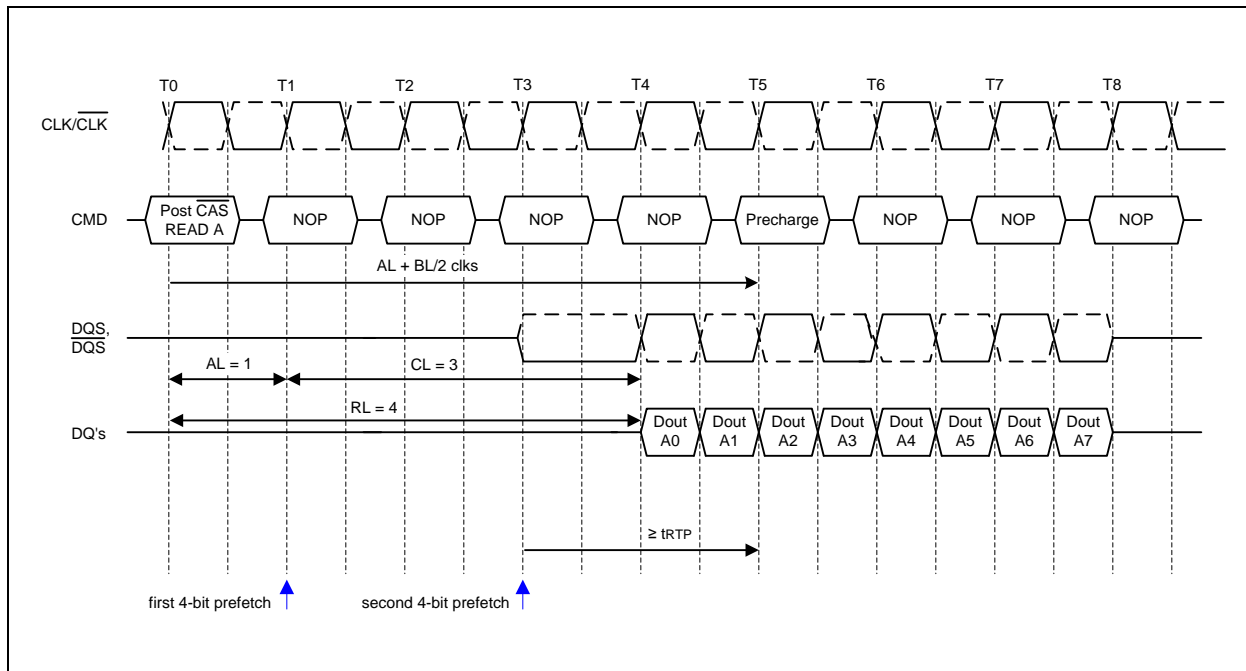 T0 T1 T2 T3 T4 T5 T6 T7 T8
CLK/CLK
CMD
Post CAS
READ A
NOP NOP NOP NOP Precharge NOP NOP NOP
AL + BL/2 clks
DQS,
DQS
AL = 1
CL = 3
RL = 4
DQ's
Dout Dout Dout Dout Dout Dout Dout Dout
A0 A1 A2 A3 A4 A5 A6 A7
≥ tRTP
first 4-bit prefetch
second 4-bit prefetch